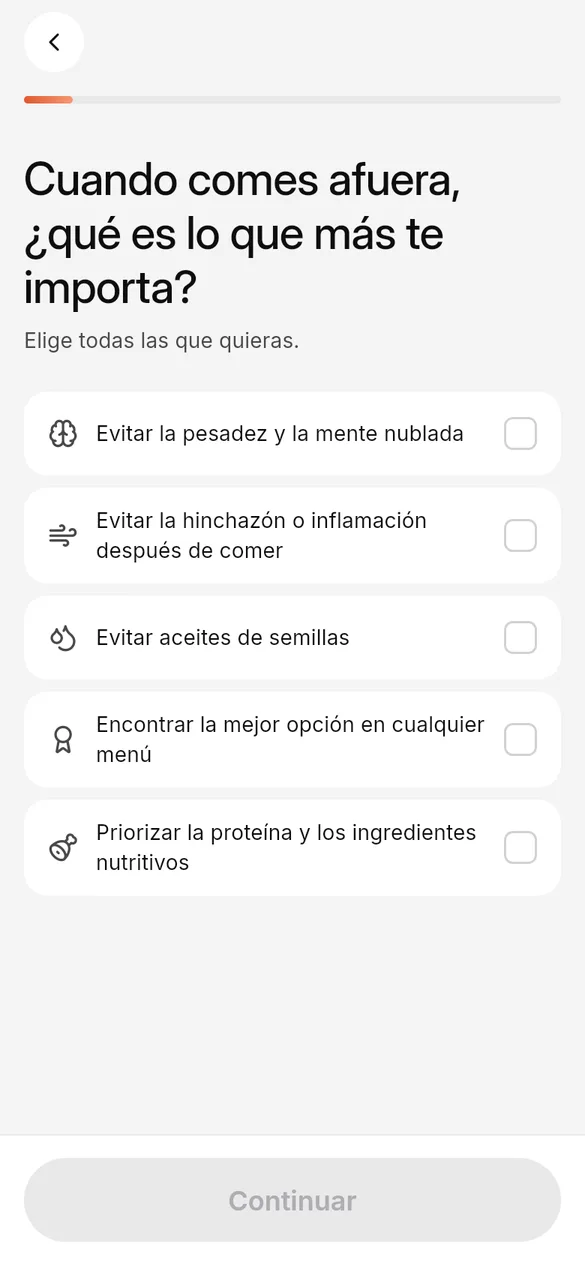 Cuando comes afuera,
¿qué es lo que más te
importa?
Elige todas las que quieras.
Evitar la pesadez y la mente nublada
Evitar la hinchazón o inflamación
después de comer
Evitar aceites de semillas
Encontrar la mejor opción en cualquier
menú
Priorizar la proteína y los ingredientes
nutritivos
Continuar